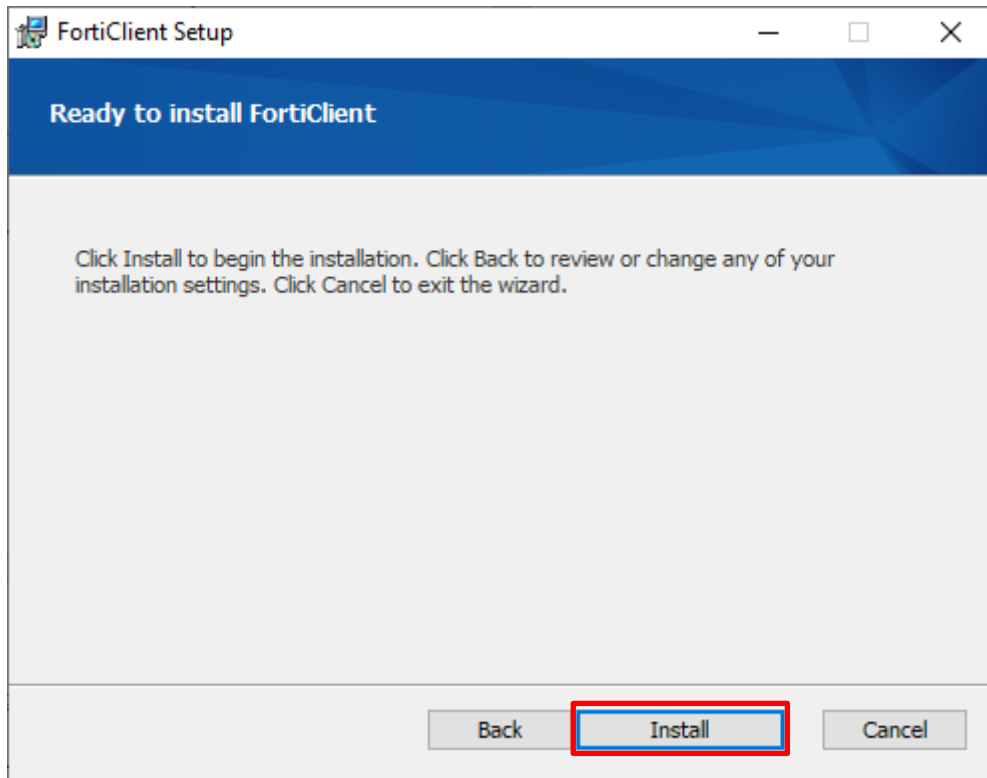 FortiClient Setup
Ready to install FortiClient
Click Install to begin the installation. Click Back to review or change any of your
installation settings. Click Cancel to exit the wizard.
Back Install Cancel